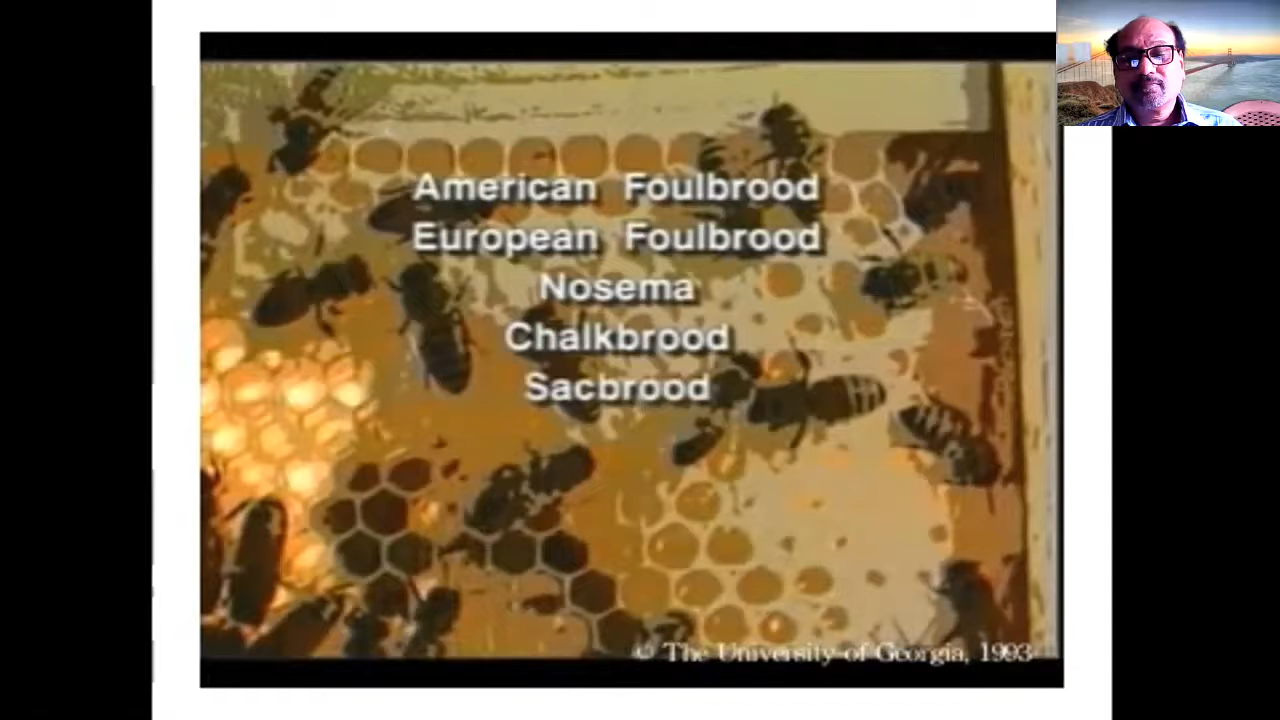 American Foulbrood
European Foulbrood
Nosema
Chalkbrood
Sacbrood
© The University of Georgia, 1993